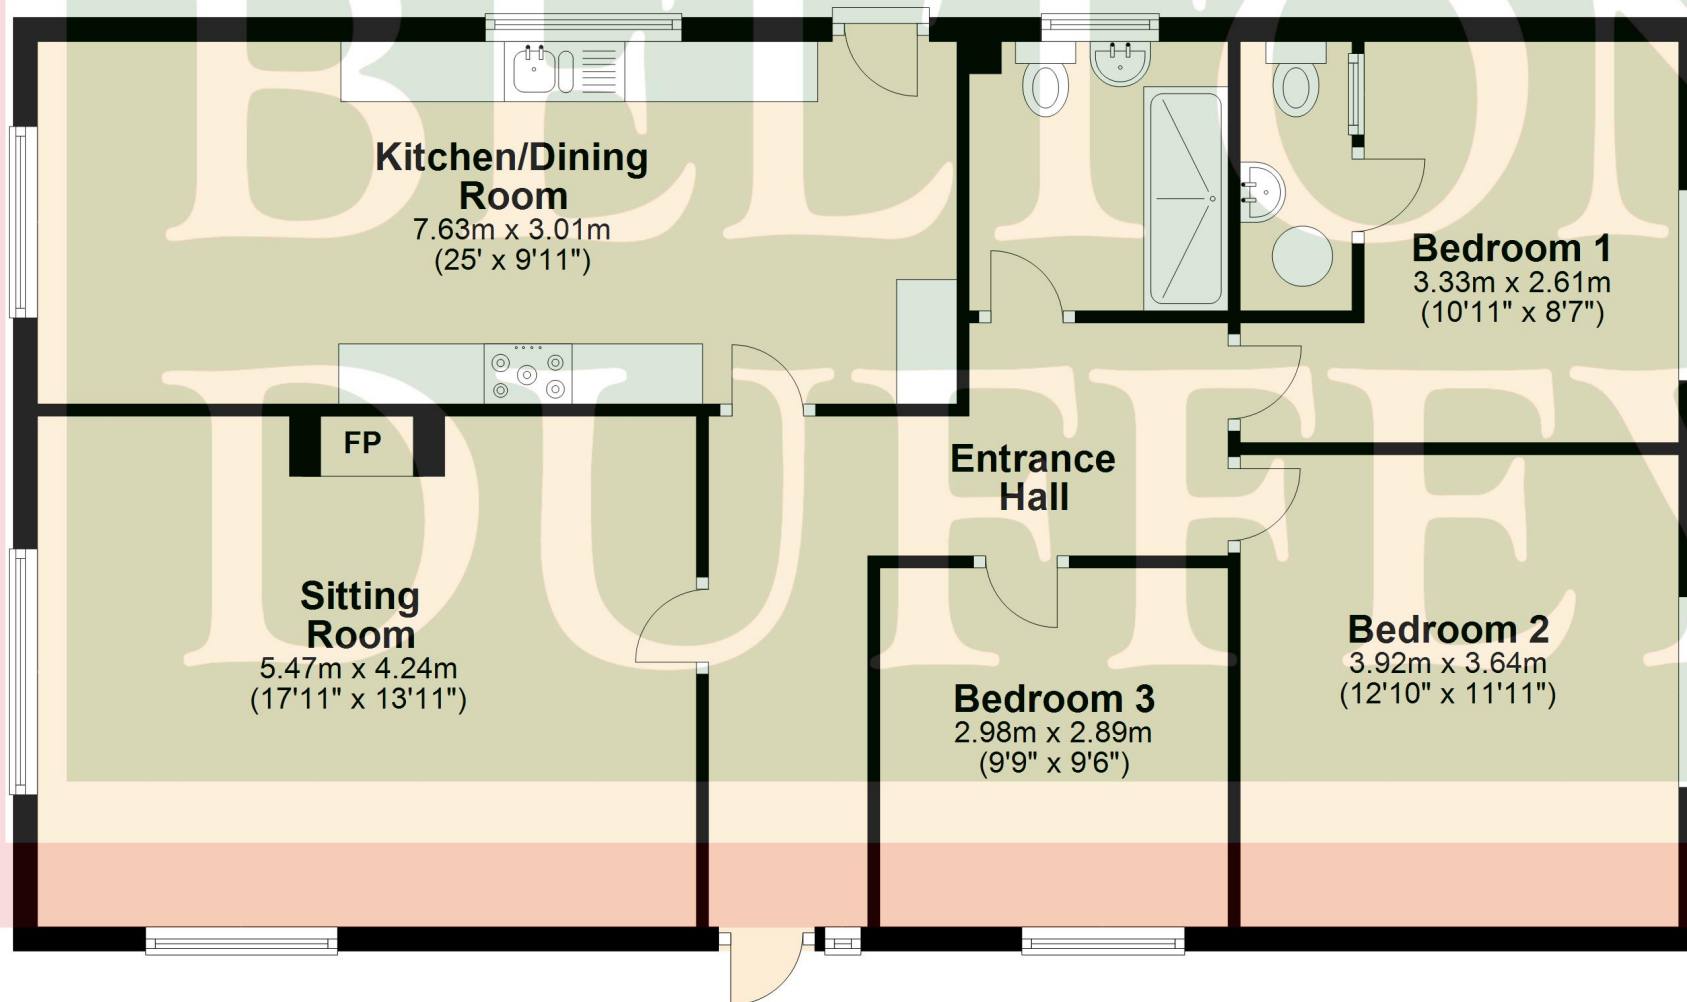 BELTON
DUFFEY
Kitchen/Dining
Room
7.63m x 3.01m
(25' x 9'11")
Bedroom 1
3.33m x 2.61m
(10'11" x 8'7")
FP
Entrance
Hall
Sitting
Room
5.47m x 4.24m
(17'11" x 13'11")
Bedroom 3
2.98m x 2.89m
(9'9" x 9'6")
Bedroom 2
3.92m x 3.64m
(12'10" x 11'11")